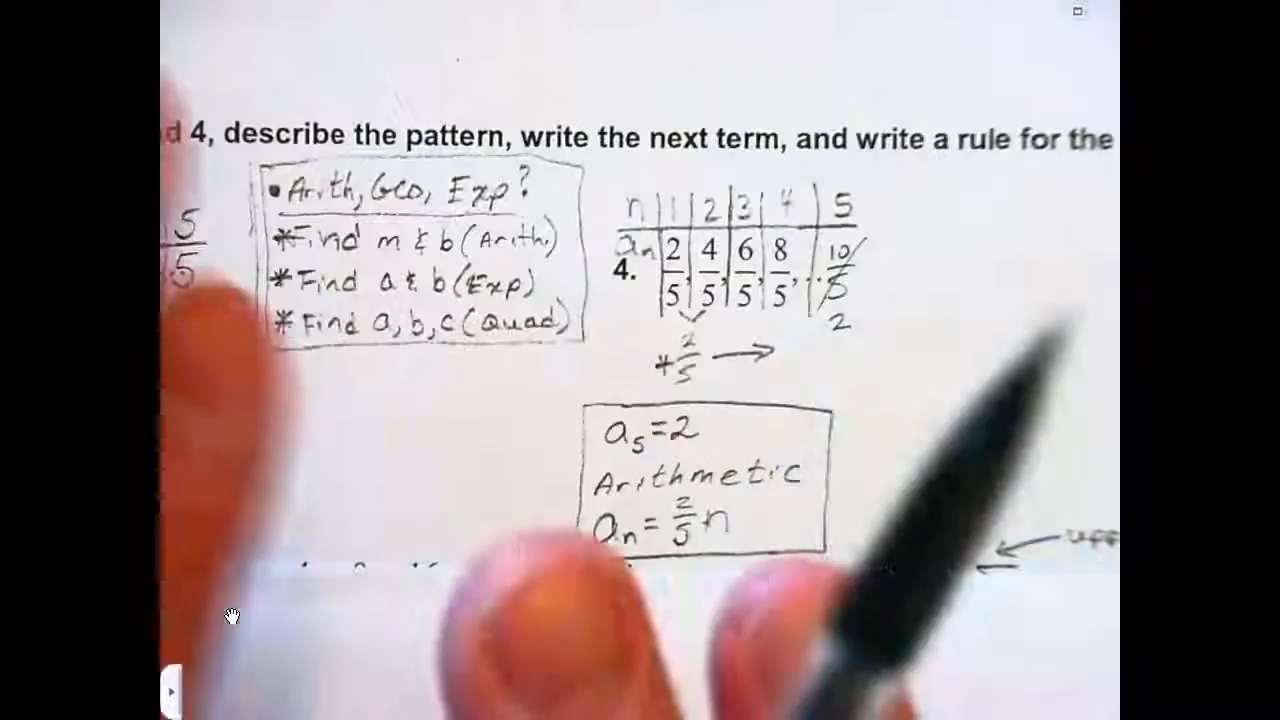 d 4, describe the pattern, write the next term, and write a rule for the
5
5
• Arith, Geo, Exp?
*Find m & b (Arith.)
* Find a & b (Exp)
* Find a, b, c (Quad)
n 1 2 3 4 5
aₙ
4. 2/5, 4/5, 6/5, 8/5, ... 10/5
2
+ 2/5 →
a₅ = 2
Arithmetic
aₙ = 2/5 n